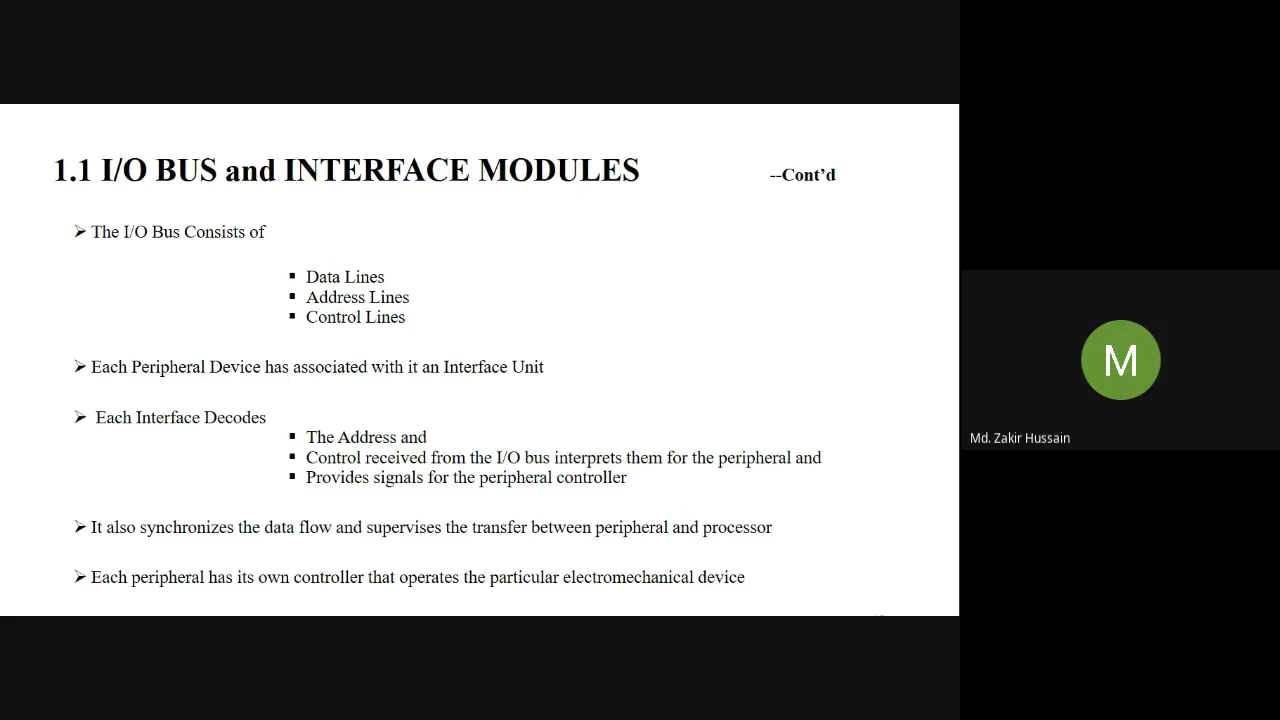 1.1 I/O BUS and INTERFACE MODULES --Cont’d
➢ The I/O Bus Consists of
▪ Data Lines
▪ Address Lines
▪ Control Lines
➢ Each Peripheral Device has associated with it an Interface Unit
➢ Each Interface Decodes
▪ The Address and
▪ Control received from the I/O bus interprets them for the peripheral and
▪ Provides signals for the peripheral controller
➢ It also synchronizes the data flow and supervises the transfer between peripheral and processor
➢ Each peripheral has its own controller that operates the particular electromechanical device
M
Md. Zakir Hussain